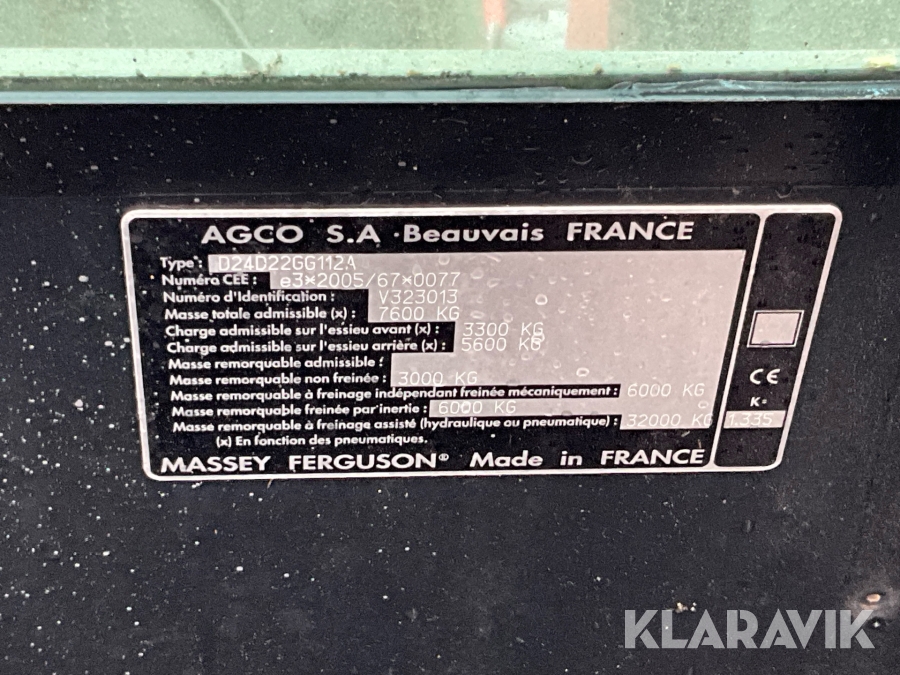 AGCO S.A · Beauvais FRANCE
Type : D24D22GG112A
Numéro CEE : e3*2005/67*0077
Numéro d'Identification : V323013
Masse totale admissible (x) : 7600 KG
Charge admissible sur l'essieu avant (x) : 3300 KG
Charge admissible sur l'essieu arrière (x) : 5600 KG
Masse remorquable admissible :
Masse remorquable non freinée : 3000 KG
Masse remorquable à freinage indépendant freinée mécaniquement : 6000 KG
Masse remorquable freinée par inertie : 6000 KG
Masse remorquable à freinage assisté (hydraulique ou pneumatique) : 32000 KG
(x) En fonction des pneumatiques.
MASSEY FERGUSON® Made in FRANCE
CE
K=
1.335
KLARAVIK